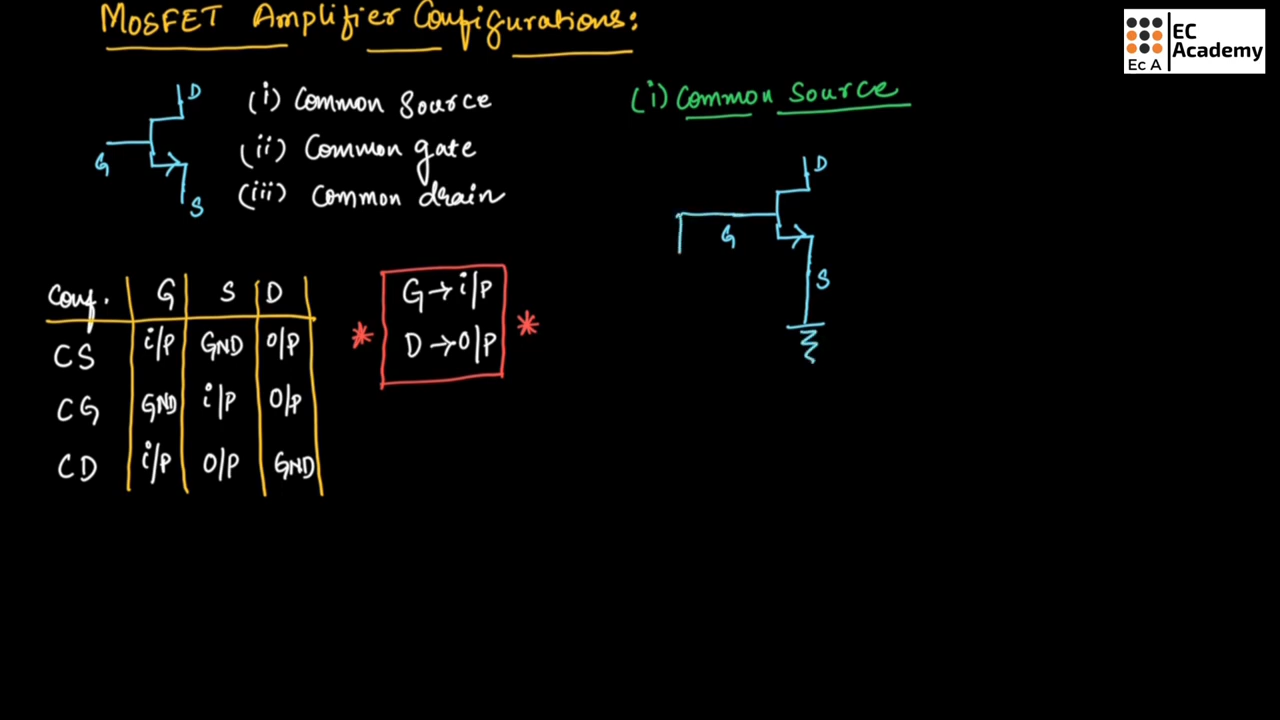 MOSFET Amplifier Configurations:
EC Academy
Ec A
D
G
S
(i) Common Source
(ii) Common gate
(iii) Common drain
(i) Common Source
D
G
S
Conf. G S D
CS i/P GND O/P
CG GND i/P O/P
CD i/P O/P GND
* G → i/P *
D → O/P